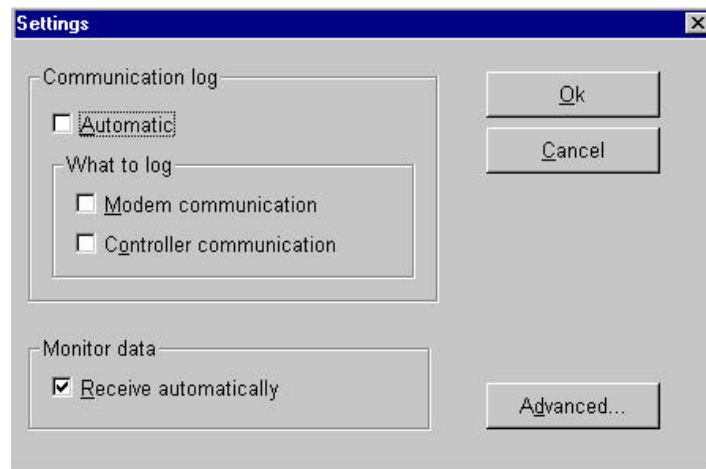 Settings
Communication log
Automatic
What to log
Modem communication
Controller communication
Monitor data
Receive automatically
Ok
Cancel
Advanced...